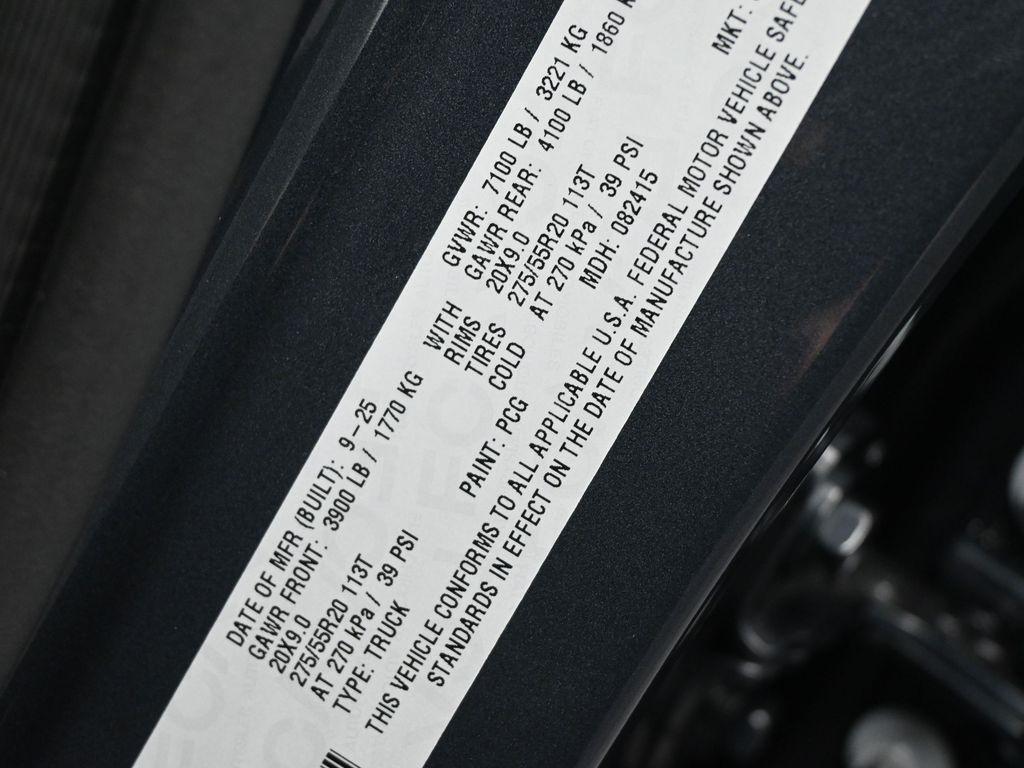 DATE OF MFR (BUILT): 9-25 GVWR: 7100 LB / 3221 KG
GAWR FRONT: 3900 LB / 1770 KG WITH GAWR REAR: 4100 LB / 1860
20X9.0 RIMS 20X9.0
275/55R20 113T TIRES 275/55R20 113T
AT 270 kPa / 39 PSI COLD AT 270 kPa / 39 PSI
TYPE: TRUCK PAINT: PCG MDH: 082415 MKT:
THIS VEHICLE CONFORMS TO ALL APPLICABLE U.S.A. FEDERAL MOTOR VEHICLE
STANDARDS IN EFFECT ON THE DATE OF MANUFACTURE SHOWN ABOVE.